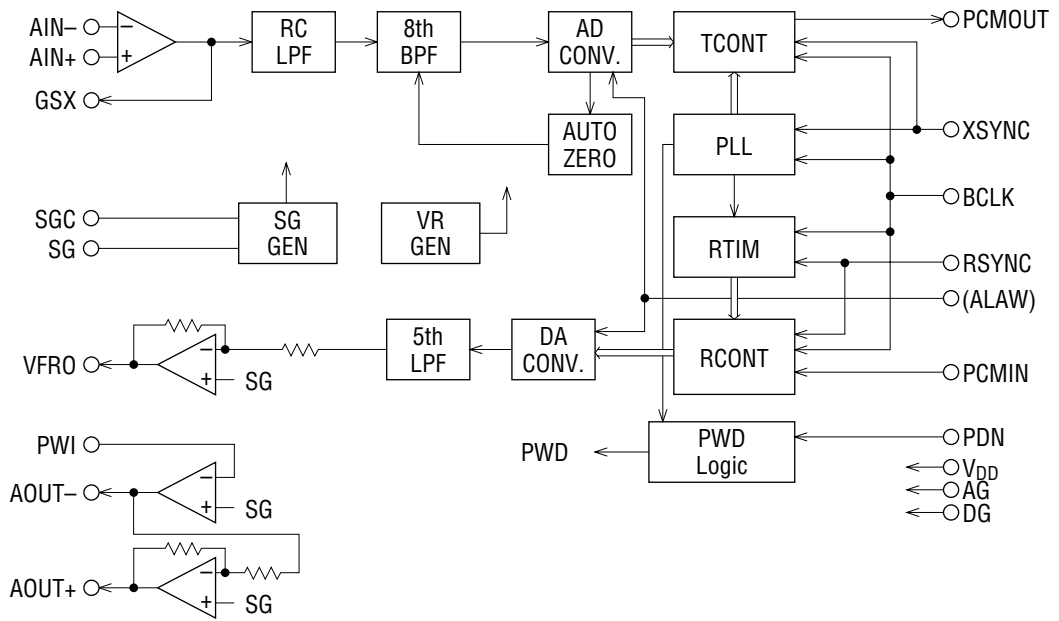 AIN–
AIN+
GSX
–
+
RC
LPF
8th
BPF
AD
CONV.
TCONT
PCMOUT
AUTO
ZERO
PLL
XSYNC
BCLK
SGC
SG
SG
GEN
VR
GEN
RTIM
RSYNC
(ALAW)
VFRO
–
+
SG
5th
LPF
DA
CONV.
RCONT
PCMIN
PWI
PWD
PWD
Logic
PDN
VDD
AG
DG
AOUT–
–
+
SG
AOUT+
–
+
SG